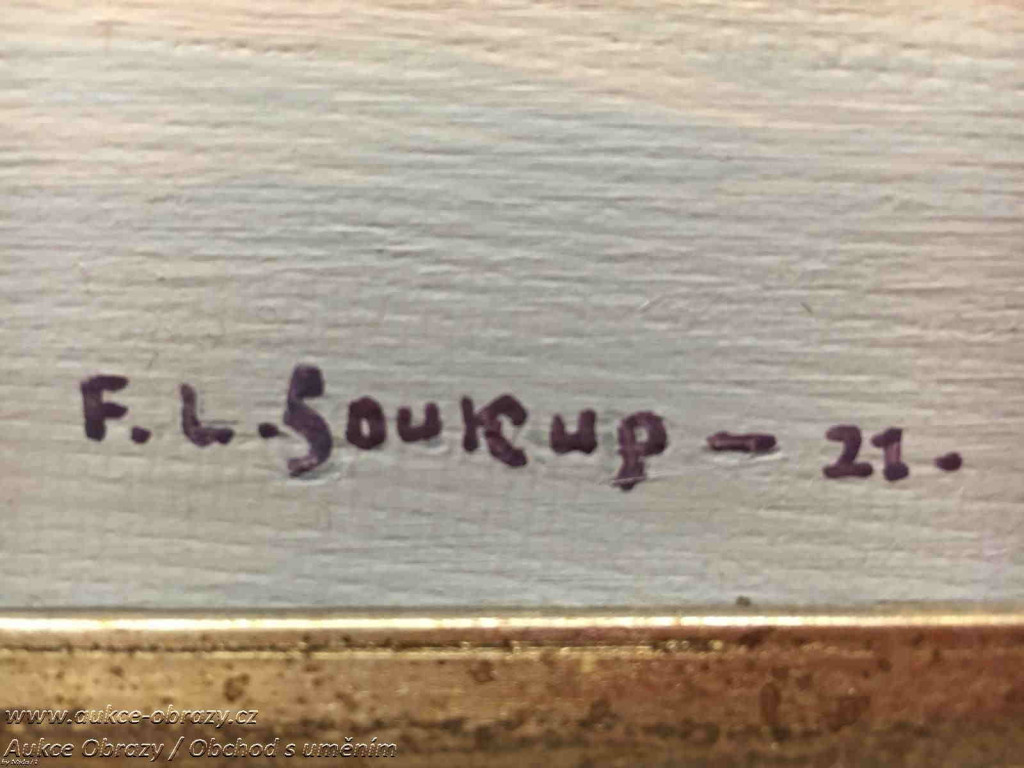 F. L. Soukup – 21.
www.aukce-obrazy.cz
Aukce Obrazy / Obchod s uměním